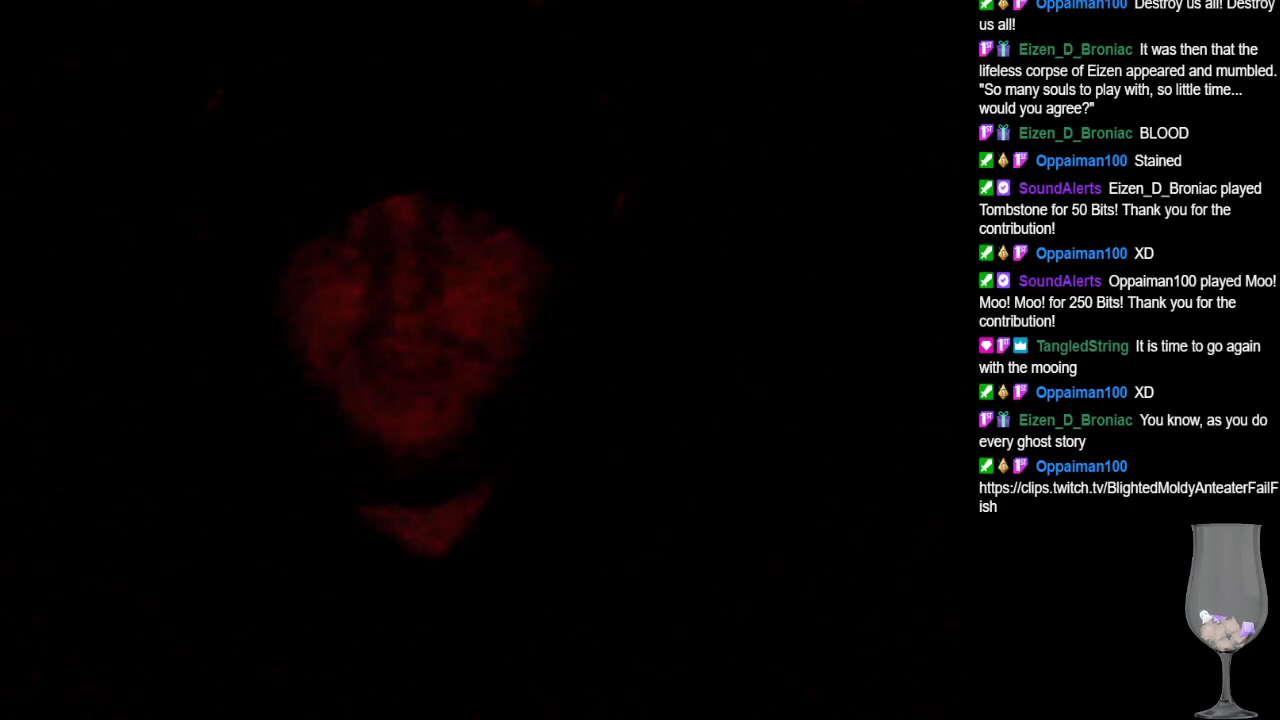 Oppaiman100 Destroy us all! Destroy
us all!
Eizen_D_Broniac It was then that the
lifeless corpse of Eizen appeared and mumbled.
"So many souls to play with, so little time...
would you agree?"
Eizen_D_Broniac BLOOD
Oppaiman100 Stained
SoundAlerts Eizen_D_Broniac played
Tombstone for 50 Bits! Thank you for the
contribution!
Oppaiman100 XD
SoundAlerts Oppaiman100 played Moo!
Moo! Moo! for 250 Bits! Thank you for the
contribution!
TangledString It is time to go again
with the mooing
Oppaiman100 XD
Eizen_D_Broniac You know, as you do
every ghost story
Oppaiman100
https://clips.twitch.tv/BlightedMoldyAnteaterFailF
ish